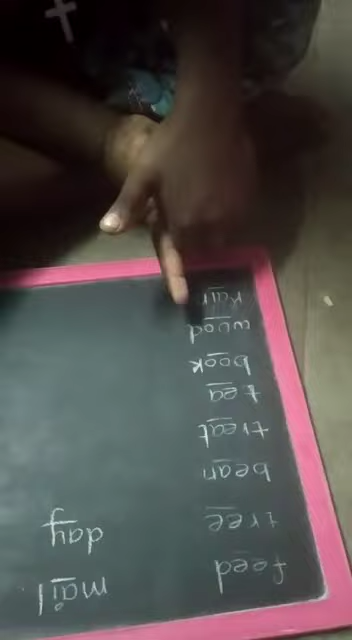 feed
tree
bean
treat
tea
book
wood
rain
mail
day